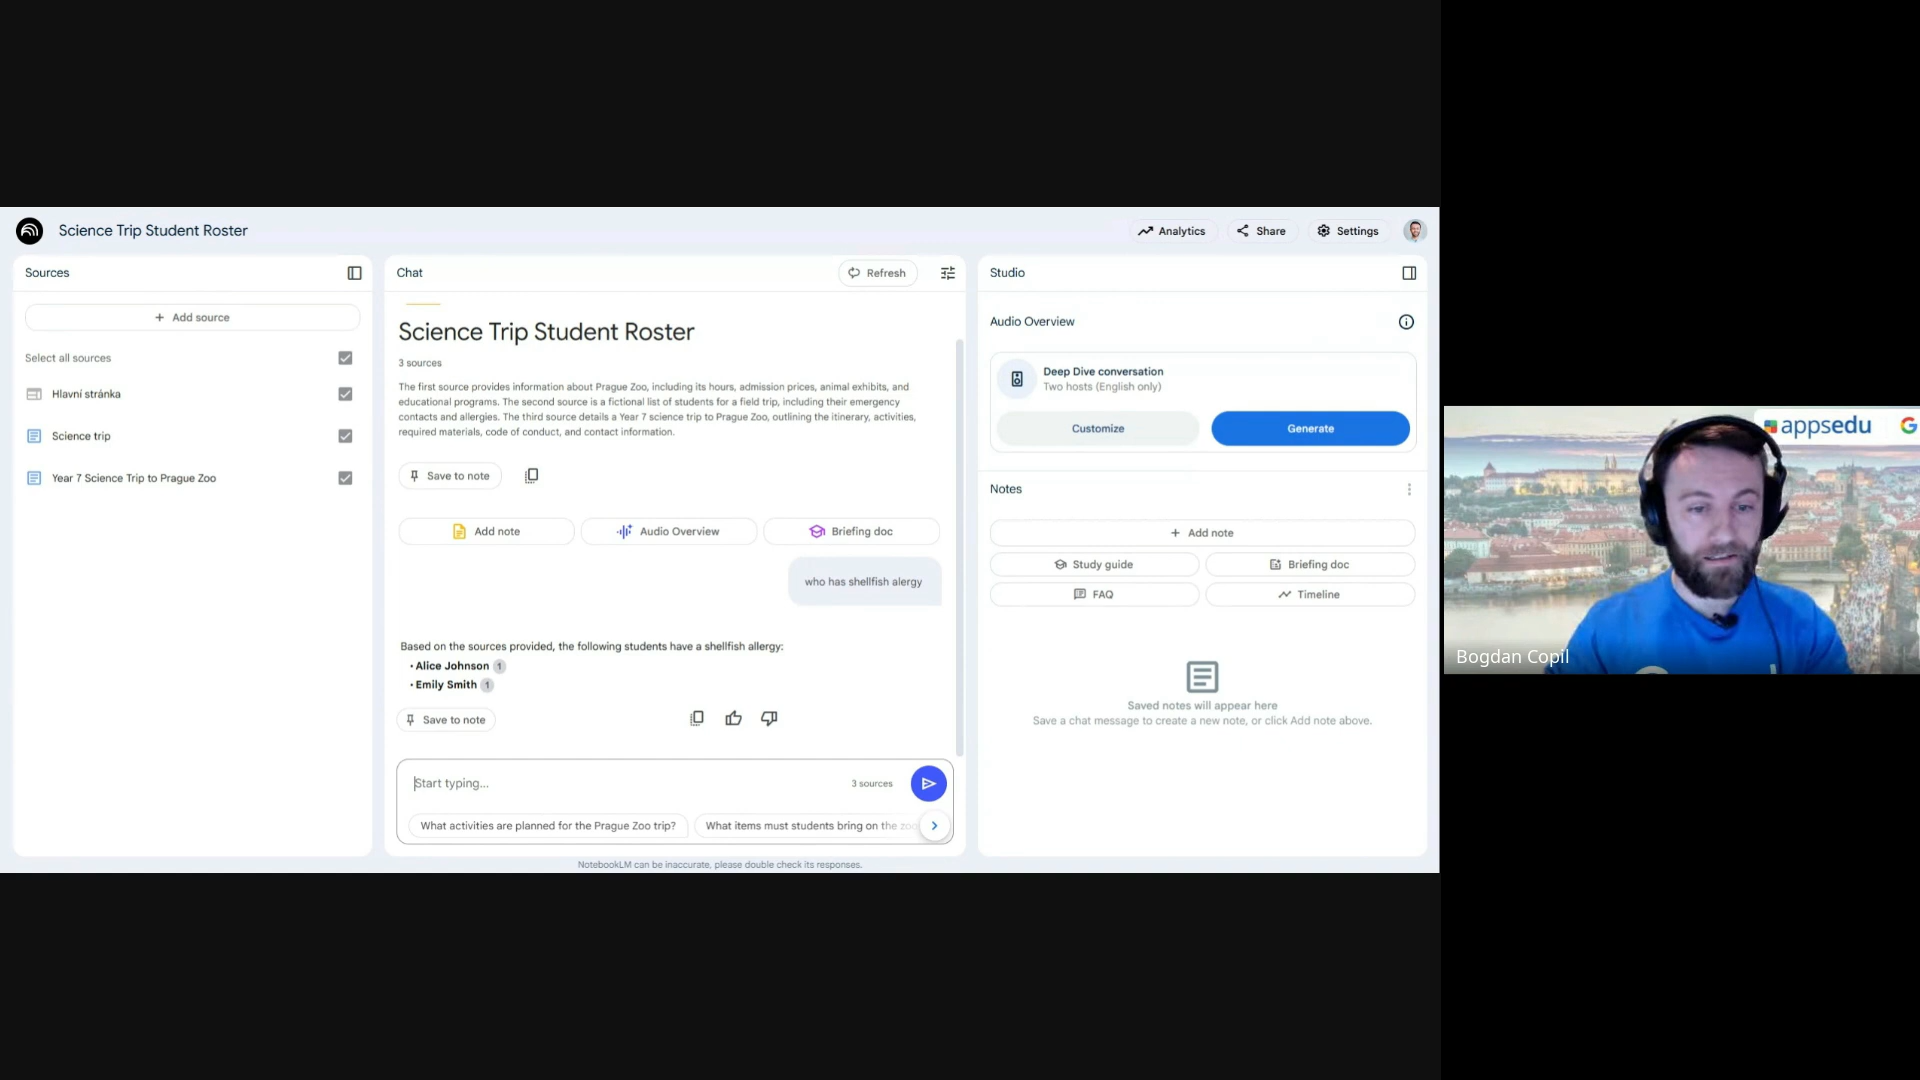 Science Trip Student Roster
Analytics
Share
Settings
Sources
Add source
Select all sources
Hlavní stránka
Science trip
Year 7 Science Trip to Prague Zoo
Chat
Refresh
Science Trip Student Roster
3 sources
The first source provides information about Prague Zoo, including its hours, admission prices, animal exhibits, and
educational programs. The second source is a fictional list of students for a field trip, including their emergency
contacts and allergies. The third source details a Year 7 science trip to Prague Zoo, outlining the itinerary, activities,
required materials, code of conduct, and contact information.
Save to note
Add note
Audio Overview
Briefing doc
who has shellfish alergy
Based on the sources provided, the following students have a shellfish allergy:
• Alice Johnson 1
• Emily Smith 1
Save to note
Start typing...
3 sources
What activities are planned for the Prague Zoo trip?
What items must students bring on the zoo
NotebookLM can be inaccurate, please double check its responses.
Studio
Audio Overview
Deep Dive conversation
Two hosts (English only)
Customize
Generate
Notes
+ Add note
Study guide
Briefing doc
FAQ
Timeline
Saved notes will appear here
Save a chat message to create a new note, or click Add note above.
appsedu
G
Bogdan Copil